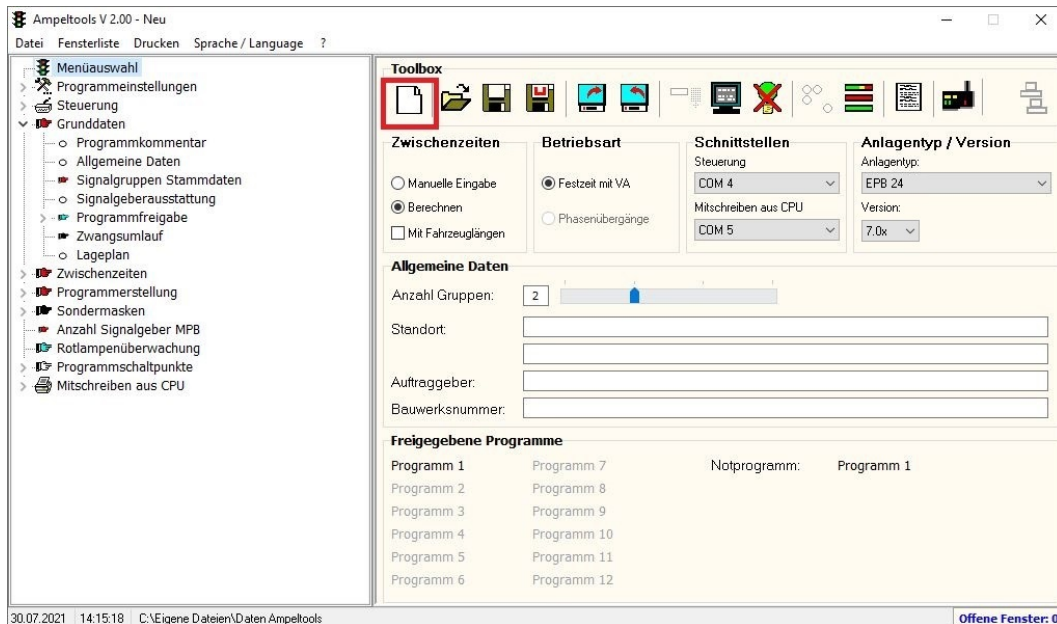 Ampeltools V 2.00 - Neu
Datei Fensterliste Drucken Sprache / Language ?
Menüauswahl
Programmeinstellungen
Steuerung
Grunddaten
Programmkommentar
Allgemeine Daten
Signalgruppen Stammdaten
Signalgeberausstattung
Programmfreigabe
Zwangsumlauf
Lageplan
Zwischenzeiten
Programmerstellung
Sondermasken
Anzahl Signalgeber MPB
Rotlampenüberwachung
Programmschaltpunkte
Mitschreiben aus CPU
Toolbox
Zwischenzeiten
Manuelle Eingabe
Berechnen
Mit Fahrzeuglängen
Betriebsart
Festzeit mit VA
Phasenübergänge
Schnittstellen
Steuerung
COM 4
Mitschreiben aus CPU
COM 5
Anlagentyp / Version
Anlagentyp:
EPB 24
Version:
7.0x
Allgemeine Daten
Anzahl Gruppen: 2
Standort:
Auftraggeber:
Bauwerksnummer:
Freigegebene Programme
Programm 1 Programm 7 Notprogramm: Programm 1
Programm 2 Programm 8
Programm 3 Programm 9
Programm 4 Programm 10
Programm 5 Programm 11
Programm 6 Programm 12
30.07.2021 14:15:18 C:\Eigene Dateien\Daten Ampeltools Offene Fenster: 0